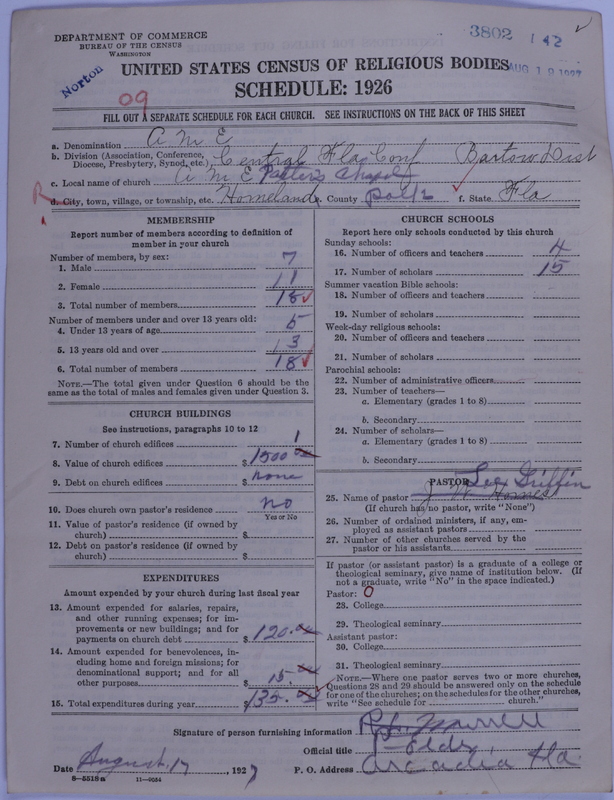 DEPARTMENT OF COMMERCE
BUREAU OF THE CENSUS
WASHINGTON
3802 142
Norton
UNITED STATES CENSUS OF RELIGIOUS BODIES
AUG 19 1927
SCHEDULE: 1926
09
FILL OUT A SEPARATE SCHEDULE FOR EACH CHURCH. SEE INSTRUCTIONS ON THE BACK OF THIS SHEET
a. Denomination A M E
b. Division (Association, Conference, Diocese, Presbytery, Synod, etc.) Central Fla Conf Bartow Dist
c. Local name of church A M E Chapel
d. City, town, village, or township, etc. Homeland e. County Polk f. State Fla
MEMBERSHIP
Report number of members according to definition of member in your church
Number of members, by sex:
1. Male 7
2. Female 11
3. Total number of members 18
Number of members under and over 13 years old:
4. Under 13 years of age 5
5. 13 years old and over 13
6. Total number of members 18
NOTE.—The total given under Question 6 should be the same as the total of males and females given under Question 3.
CHURCH BUILDINGS
See instructions, paragraphs 10 to 12
7. Number of church edifices 1
8. Value of church edifices $ 1500 00
9. Debt on church edifices $ none
10. Does church own pastor's residence no
Yes or No
11. Value of pastor's residence (if owned by church) $
12. Debt on pastor's residence (if owned by church) $
EXPENDITURES
Amount expended by your church during last fiscal year
13. Amount expended for salaries, repairs, and other running expenses; for improvements or new buildings; and for payments on church debt $ 120.00
14. Amount expended for benevolences, including home and foreign missions; for denominational support; and for all other purposes $ 15.00
15. Total expenditures during year $ 135.00
CHURCH SCHOOLS
Report here only schools conducted by this church
Sunday schools:
16. Number of officers and teachers 4
17. Number of scholars 15
Summer vacation Bible schools:
18. Number of officers and teachers
19. Number of scholars
Week-day religious schools:
20. Number of officers and teachers
21. Number of scholars
Parochial schools:
22. Number of administrative officers
23. Number of teachers—
a. Elementary (grades 1 to 8)
b. Secondary
24. Number of scholars—
a. Elementary (grades 1 to 8)
b. Secondary
PASTOR
Lee Griffin
25. Name of pastor J W
(If church has no pastor, write "None")
26. Number of ordained ministers, if any, employed as assistant pastors
27. Number of other churches served by the pastor or his assistants
If pastor (or assistant pastor) is a graduate of a college or theological seminary, give name of institution below. (If not a graduate, write "No" in the space indicated.)
Pastor: 0
28. College
29. Theological seminary
Assistant pastor:
30. College
31. Theological seminary
NOTE.—Where one pastor serves two or more churches, Questions 28 and 29 should be answered only on the schedule for one of the churches; on the schedules for the other churches, write "See schedule for church."
Signature of person furnishing information
Official title P. Elder
Date August 17, 1927 P. O. Address Arcadia Fla.
8—5518a 11—9054